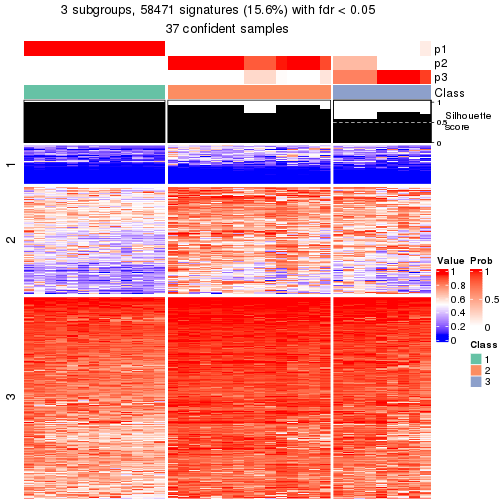 3 subgroups, 58471 signatures (15.6%) with fdr < 0.05
37 confident samples
p1
p2
p3
Class
1
0.5
0
Silhouette
score
1
2
3
Value
1
0.8
0.6
0.4
0.2
0
Prob
1
0.5
0
Class
1
2
3